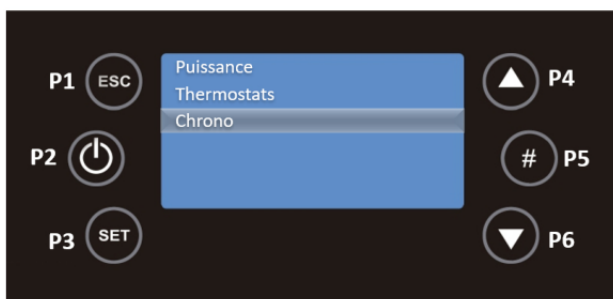 P1 ESC
Puissance
Thermostats
Chrono
P4
P2
# P5
P3 SET
P6